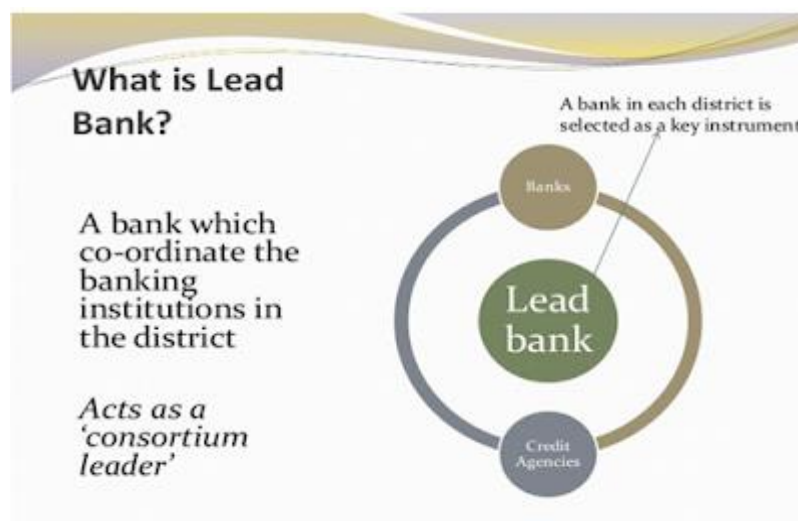 What is Lead
Bank?
A bank which
co-ordinate the
banking
institutions in
the district
Acts as a
‘consortium
leader’
A bank in each district is
selected as a key instrument
Banks
Lead
bank
Credit
Agencies